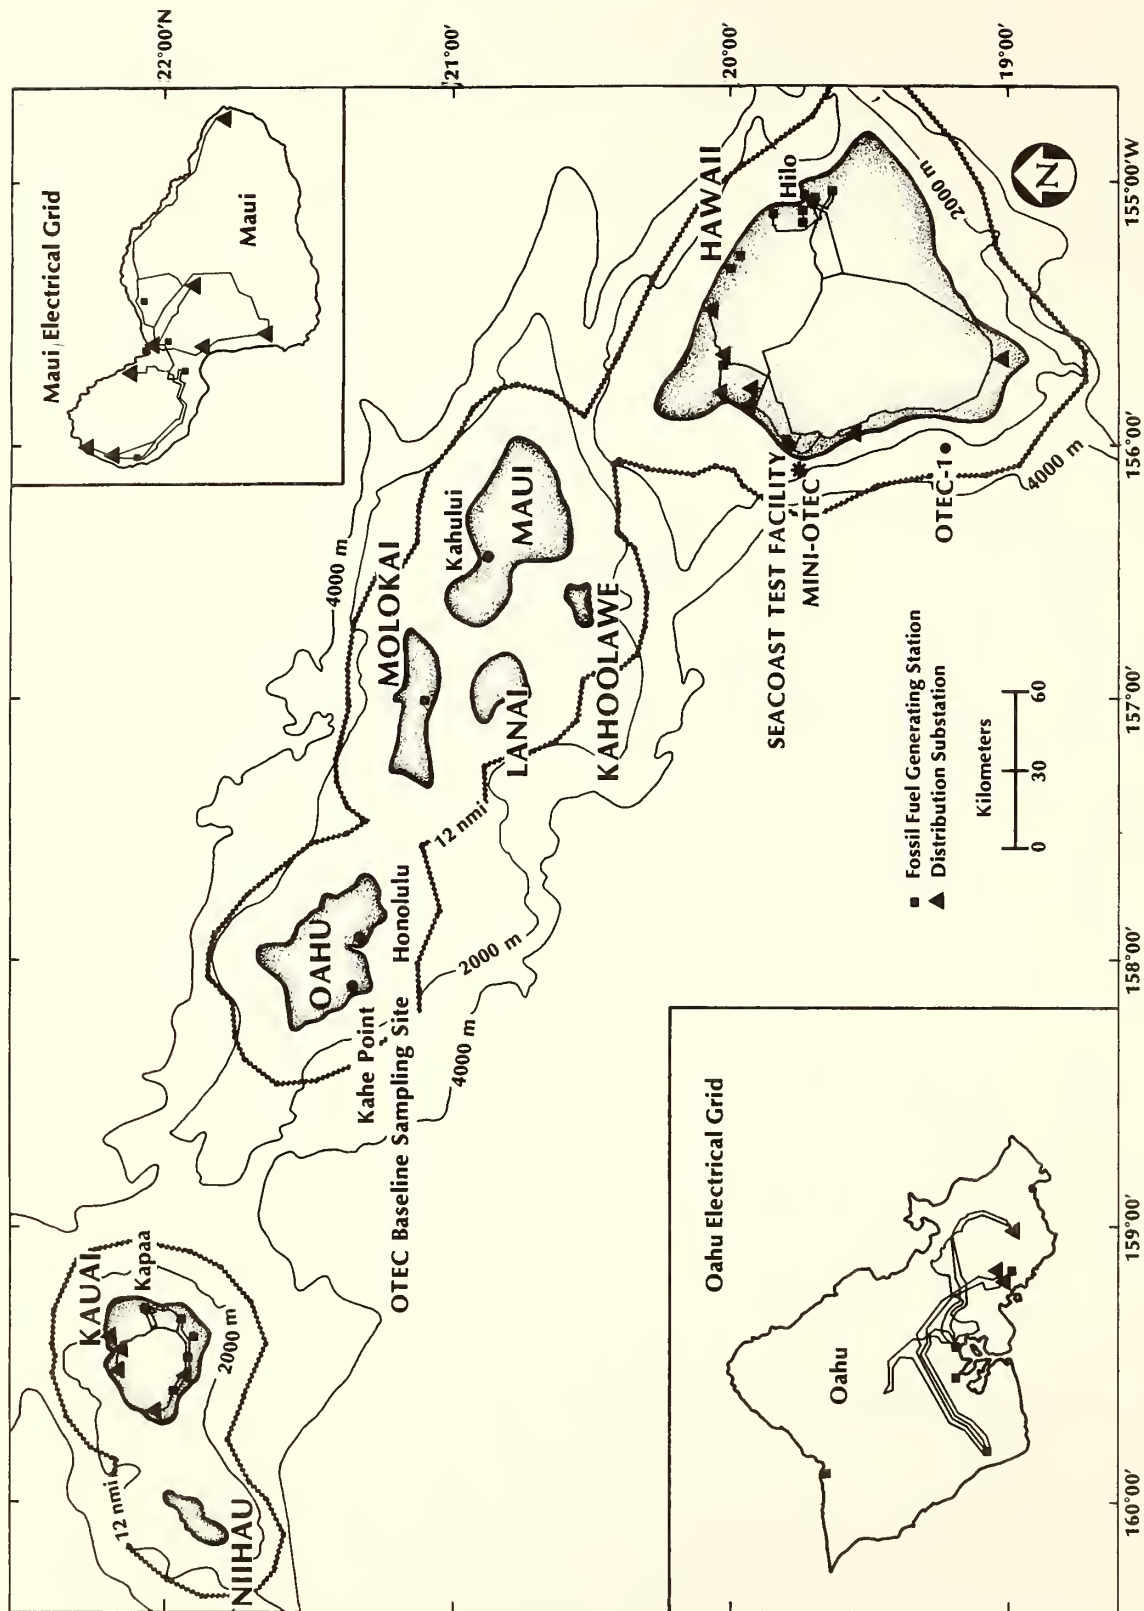 Maui Electrical Grid
Maui
22°00'N
21°00'
20°00'
19°00'
KAUAI
Kapaa
12 nmi
NIIHAU
2000 m
OAHU
Honolulu
Kahe Point
OTEC Baseline Sampling Site
4000 m
2000 m
12 nmi
4000 m
MOLOKAI
Kahului
MAUI
LANAI
KAHOOLAWE
HAWAII
Hilo
2000 m
SEACOAST TEST FACILITY
MINI-OTEC
OTEC-1
4000 m
N
Oahu Electrical Grid
Oahu
Fossil Fuel Generating Station
Distribution Substation
Kilometers
0 30 60
160°00'
159°00'
158°00'
157°00'
156°00'
155°00'W